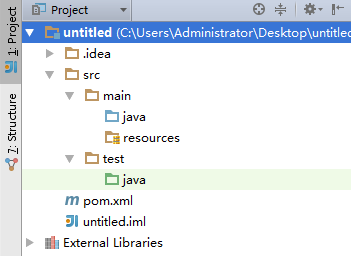 1: Project
7: Structure
Project
untitled (C:\Users\Administrator\Desktop\untitled
.idea
src
main
java
resources
test
java
pom.xml
untitled.iml
External Libraries